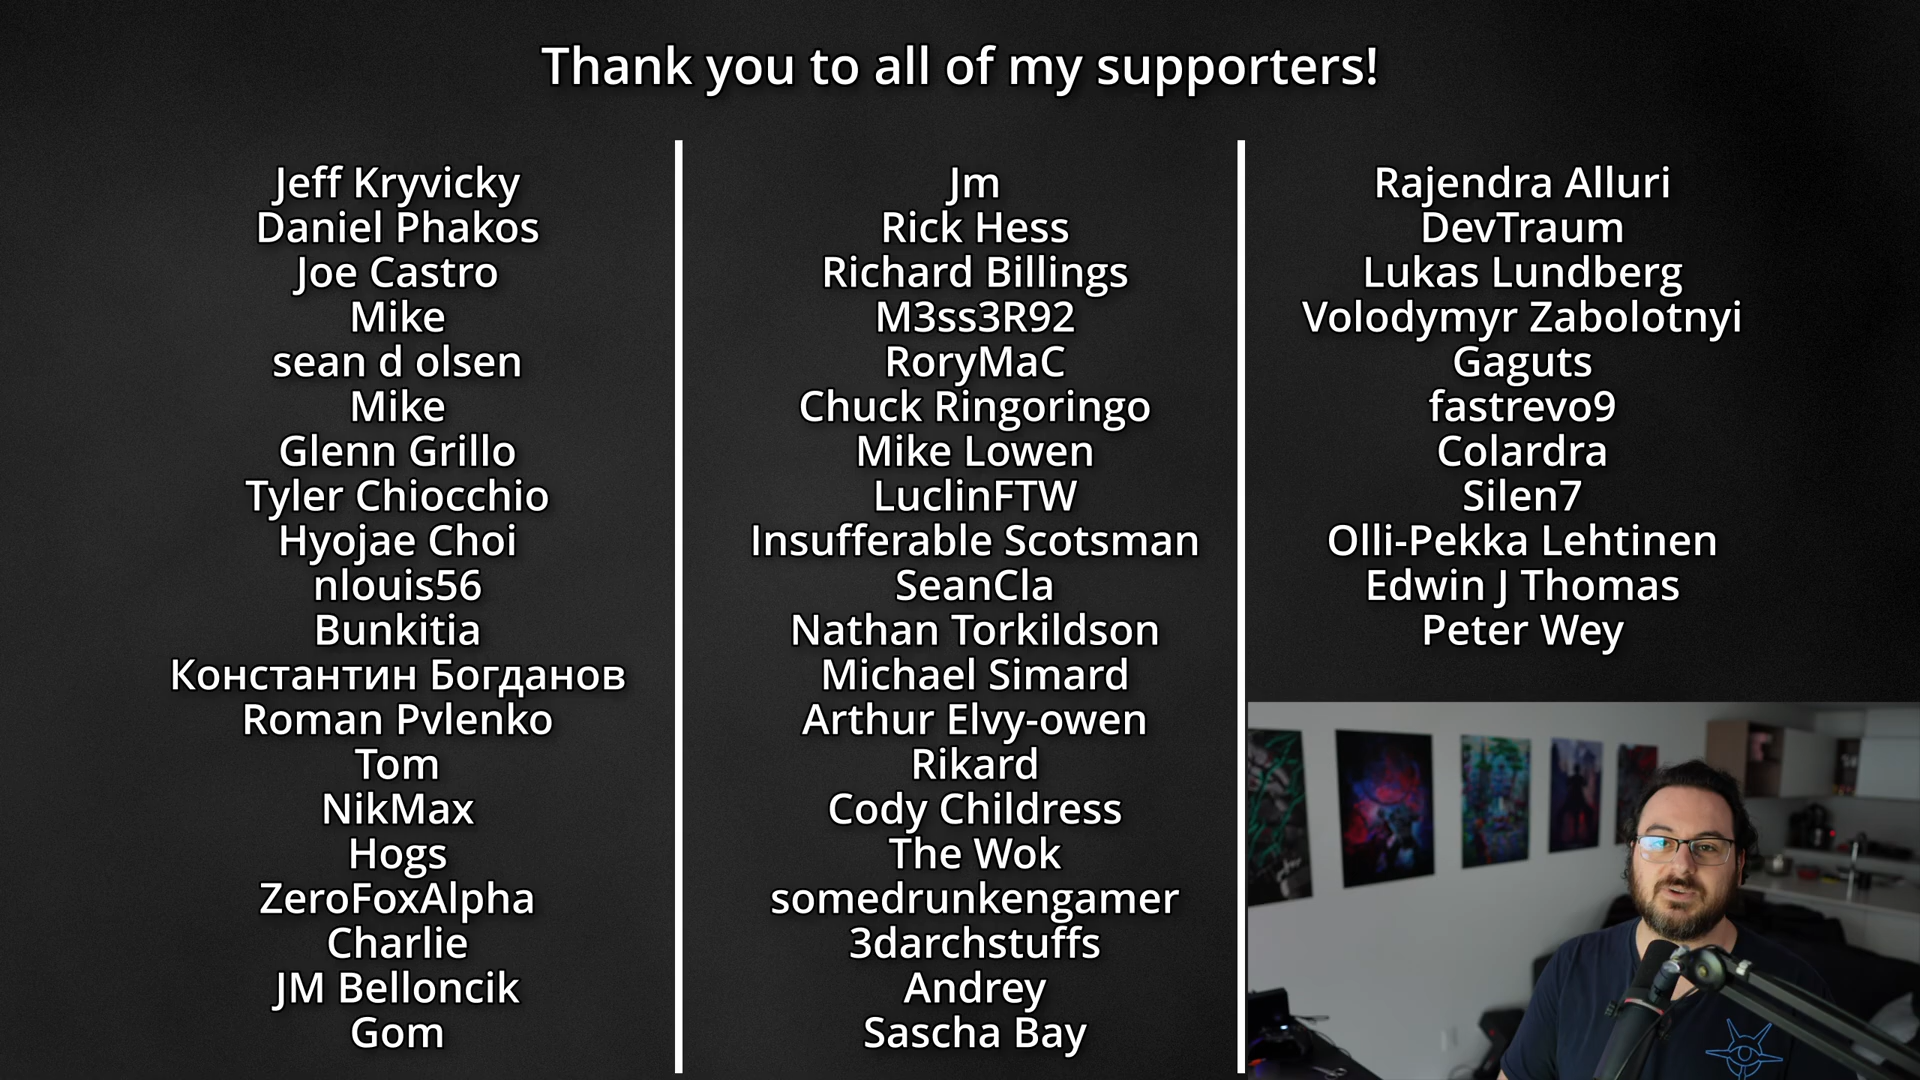 Thank you to all of my supporters!
Jeff Kryvicky
Daniel Phakos
Joe Castro
Mike
sean d olsen
Mike
Glenn Grillo
Tyler Chiocchio
Hyojae Choi
nlouis56
Bunkitia
Константин Богданов
Roman Pvlenko
Tom
NikMax
Hogs
ZeroFoxAlpha
Charlie
JM Belloncik
Gom
Jm
Rick Hess
Richard Billings
M3ss3R92
RoryMaC
Chuck Ringoringo
Mike Lowen
LuclinFTW
Insufferable Scotsman
SeanCla
Nathan Torkildson
Michael Simard
Arthur Elvy-owen
Rikard
Cody Childress
The Wok
somedrunkengamer
3darchstuffs
Andrey
Sascha Bay
Rajendra Alluri
DevTraum
Lukas Lundberg
Volodymyr Zabolotnyi
Gaguts
fastrevo9
Colardra
Silen7
Olli-Pekka Lehtinen
Edwin J Thomas
Peter Wey